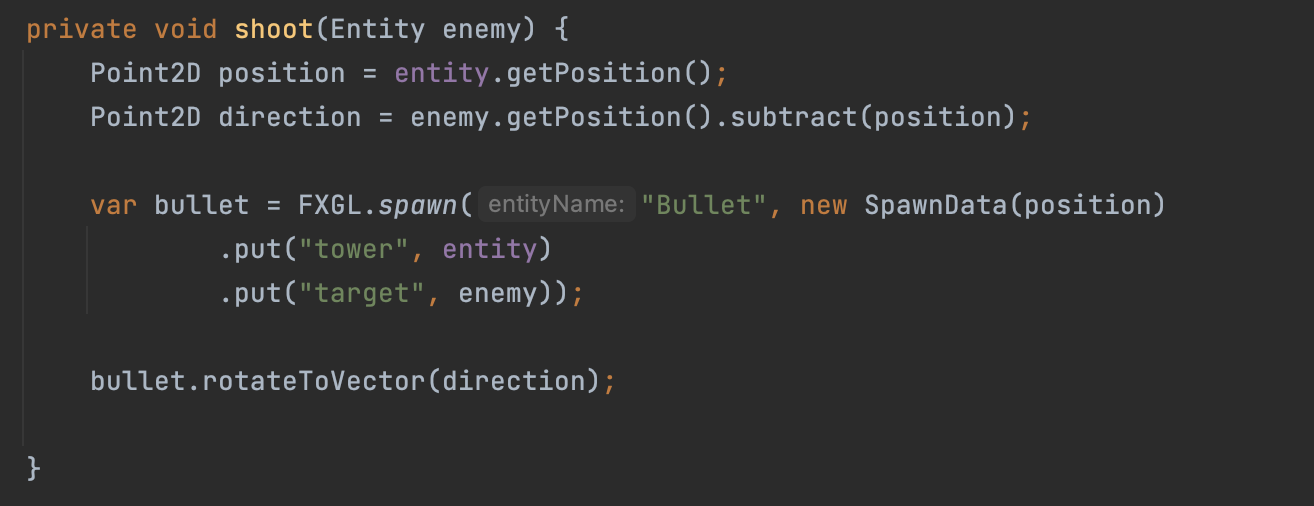 private void shoot(Entity enemy) {
    Point2D position = entity.getPosition();
    Point2D direction = enemy.getPosition().subtract(position);
    var bullet = FXGL.spawn( entityName: "Bullet", new SpawnData(position)
            .put("tower", entity)
            .put("target", enemy));
    bullet.rotateToVector(direction);
}